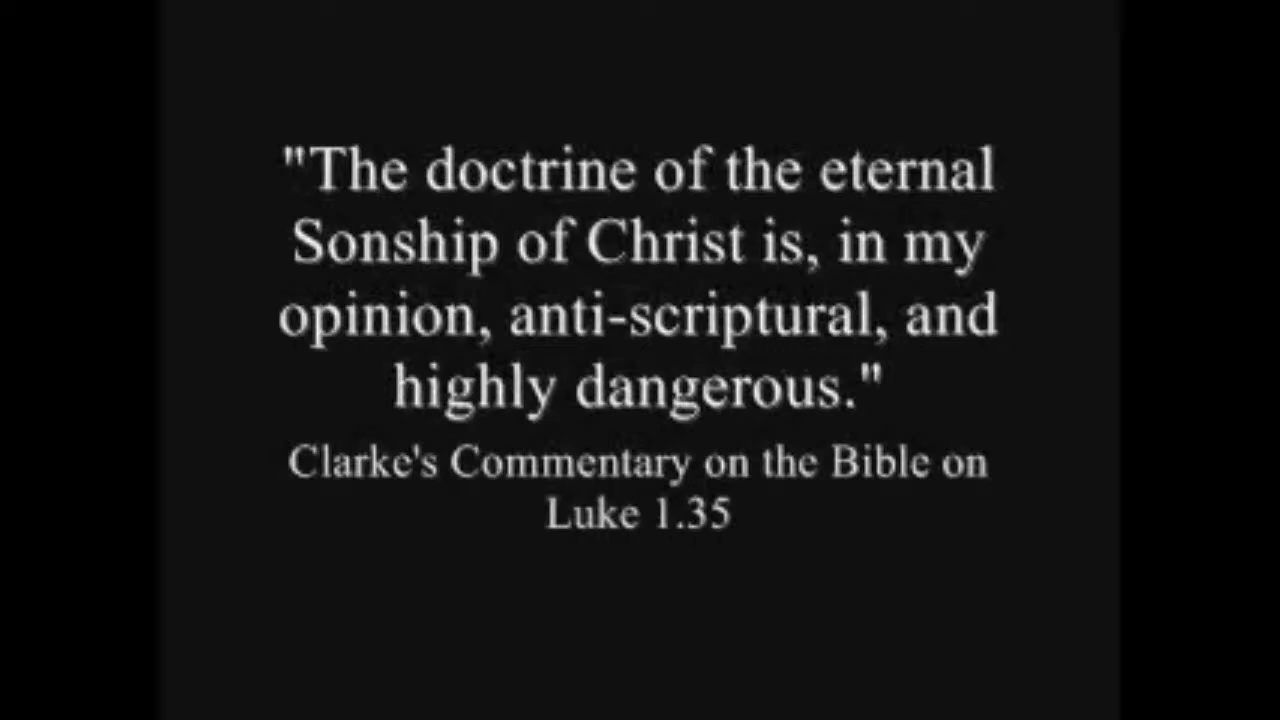 "The doctrine of the eternal
Sonship of Christ is, in my
opinion, anti-scriptural, and
highly dangerous."
Clarke's Commentary on the Bible on
Luke 1.35